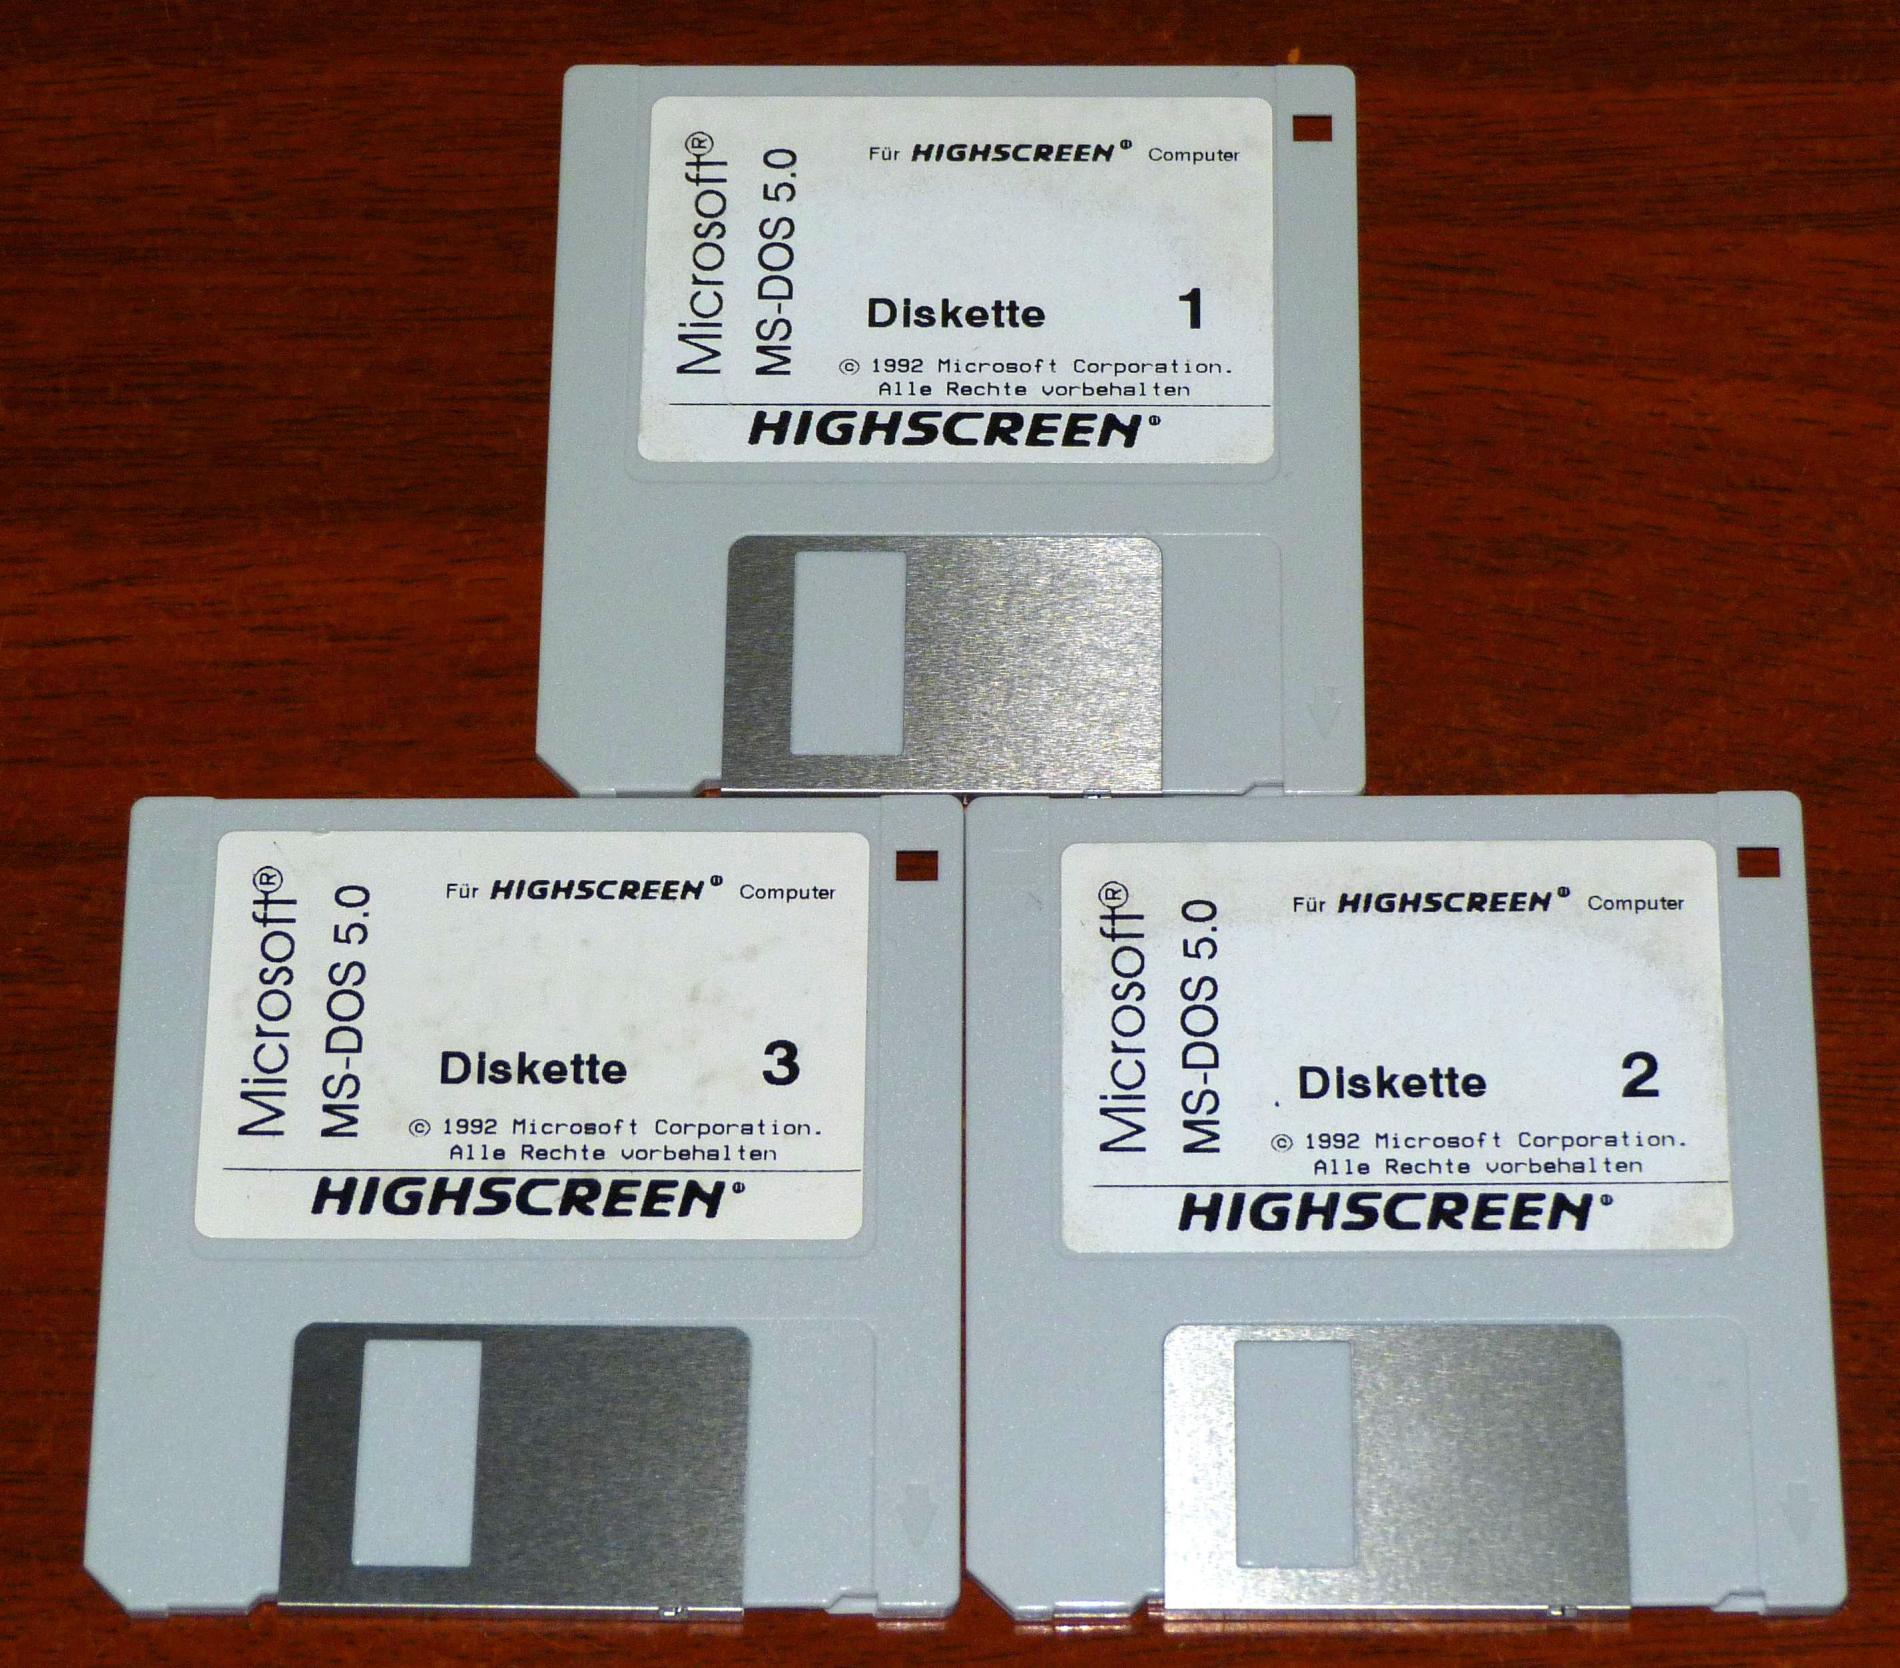 Microsoft®
MS-DOS 5.0
Für HIGHSCREEN® Computer
Diskette 1
© 1992 Microsoft Corporation.
Alle Rechte vorbehalten
HIGHSCREEN®
Microsoft®
MS-DOS 5.0
Für HIGHSCREEN® Computer
Diskette 3
© 1992 Microsoft Corporation.
Alle Rechte vorbehalten
HIGHSCREEN®
Microsoft®
MS-DOS 5.0
Für HIGHSCREEN® Computer
Diskette 2
© 1992 Microsoft Corporation.
Alle Rechte vorbehalten
HIGHSCREEN®